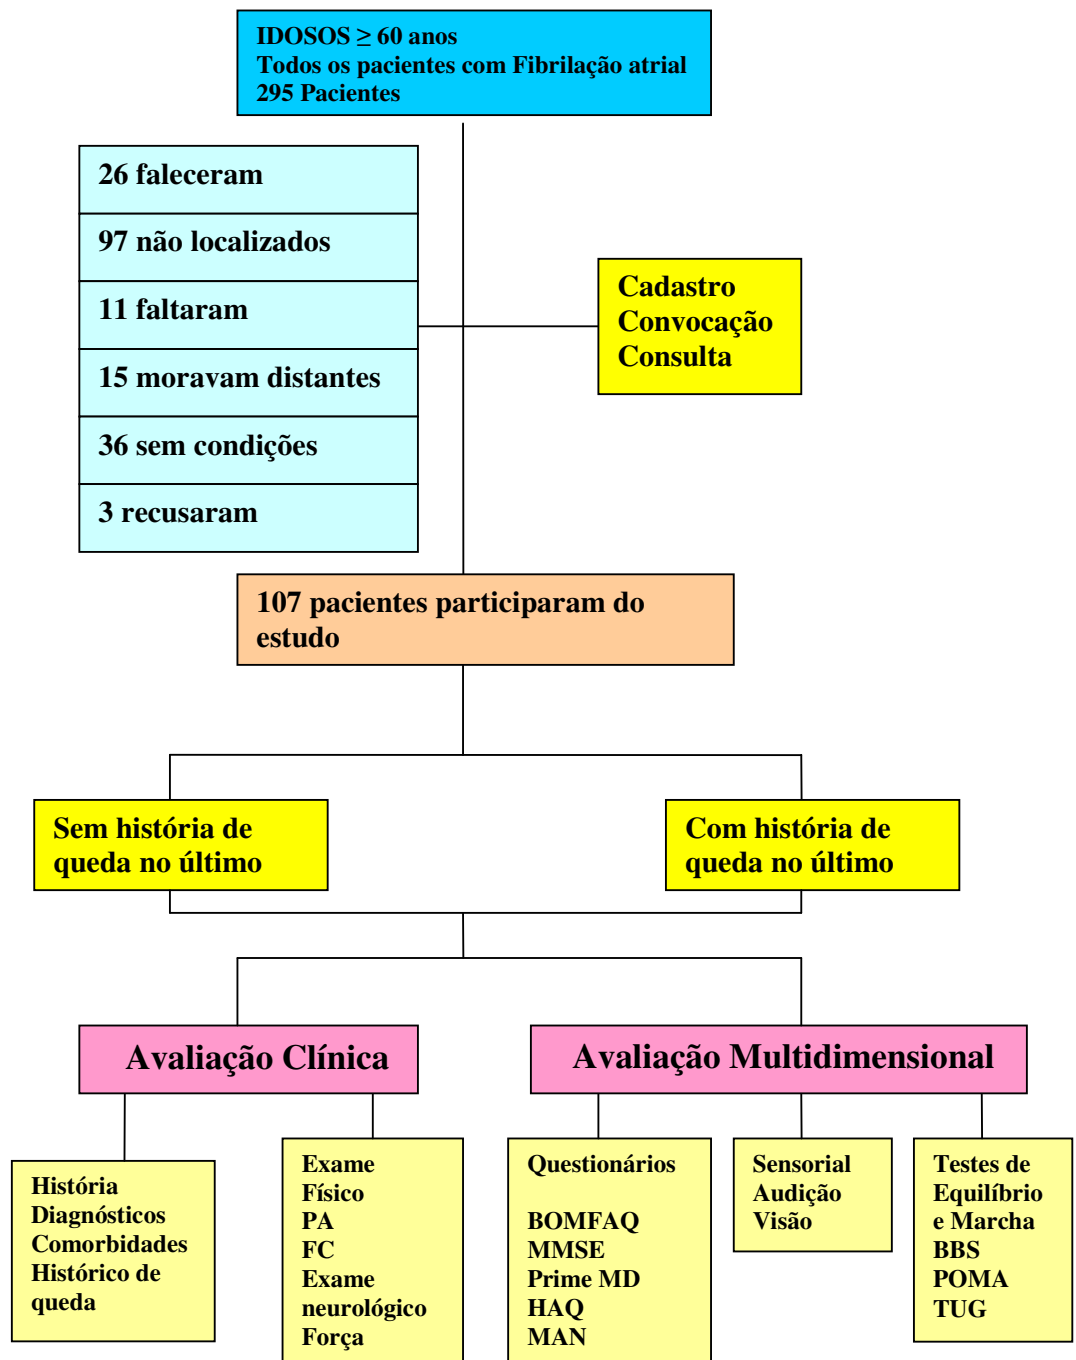 IDOSOS ≥ 60 anos
Todos os pacientes com Fibrilação atrial
295 Pacientes
26 faleceram
97 não localizados
11 faltaram
15 moravam distantes
36 sem condições
3 recusaram
Cadastro
Convocação
Consulta
107 pacientes participaram do
estudo
Sem história de
queda no último
Com história de
queda no último
Avaliação Clínica
Avaliação Multidimensional
História
Diagnósticos
Comorbidades
Histórico de
queda
Exame
Físico
PA
FC
Exame
neurológico
Força
Questionários
BOMFAQ
MMSE
Prime MD
HAQ
MAN
Sensorial
Audição
Visão
Testes de
Equilíbrio
e Marcha
BBS
POMA
TUG